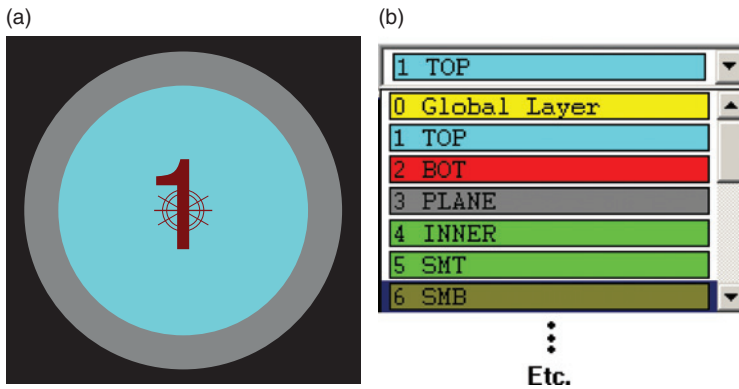 (a)
1
(b)
1 TOP
0 Global Layer
1 TOP
2 BOT
3 PLANE
4 INNER
5 SMT
6 SMB
Etc.